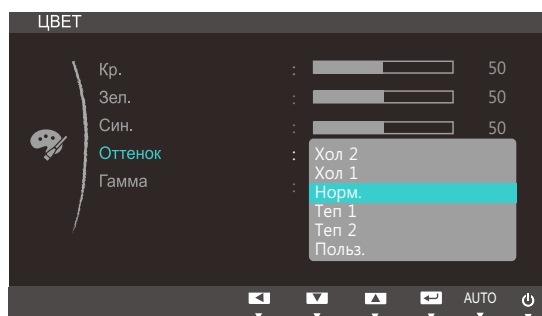 ЦВЕТ
Кр. : 50
Зел. : 50
Син. : 50
Оттенок :
Хол 2
Хол 1
Норм.
Теп 1
Теп 2
Польз.
Гамма :
AUTO